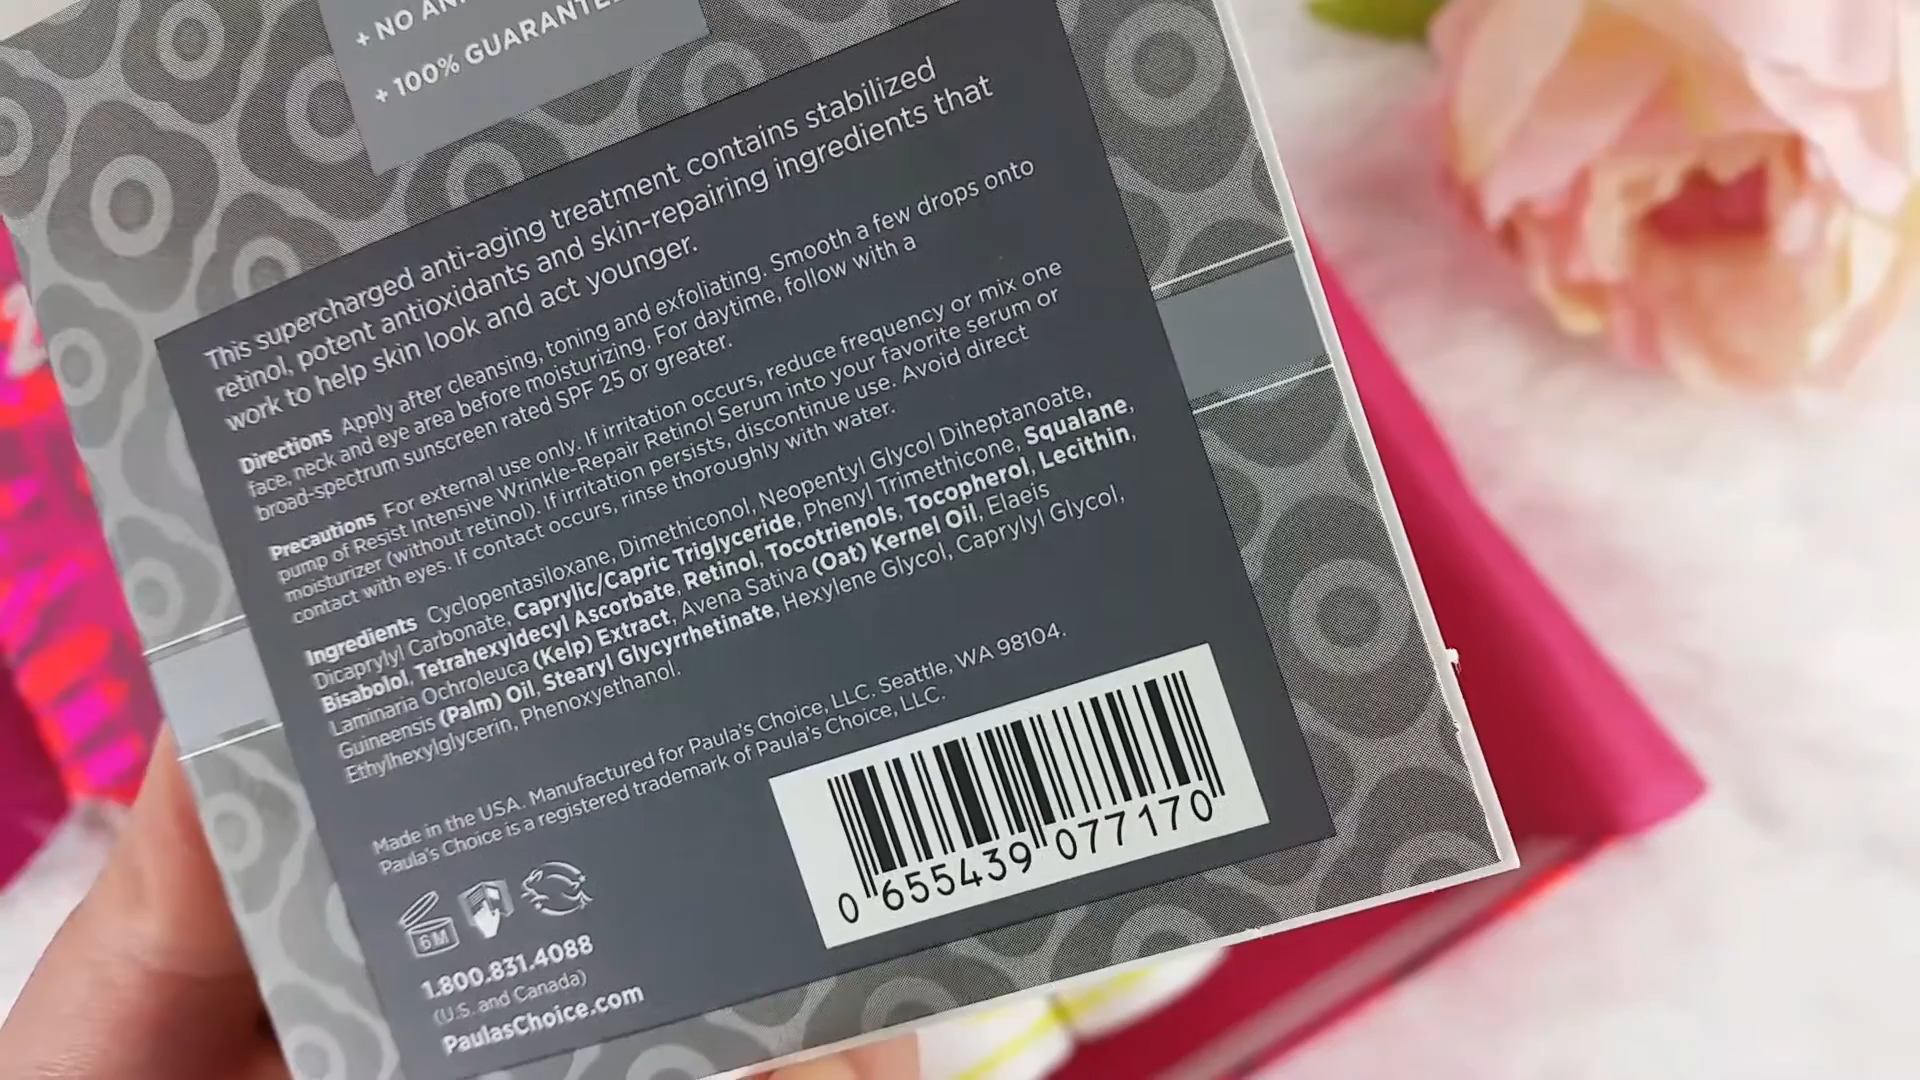 + NO
+ 100% GUARANTE
This supercharged anti-aging treatment contains stabilized
retinol, potent antioxidants and skin-repairing ingredients that
work to help skin look and act younger.
Directions Apply after cleansing, toning and exfoliating. Smooth a few drops onto
face, neck and eye area before moisturizing. For daytime, follow with a
broad-spectrum sunscreen rated SPF 25 or greater.
Precautions For external use only. If irritation occurs, reduce frequency or mix one
pump of Resist Intensive Wrinkle-Repair Retinol Serum into your favorite serum or
moisturizer (without retinol). If irritation persists, discontinue use. Avoid direct
contact with eyes. If contact occurs, rinse thoroughly with water.
Ingredients Cyclopentasiloxane, Dimethiconol, Neopentyl Glycol Diheptanoate,
Dicaprylyl Carbonate, Caprylic/Capric Triglyceride, Phenyl Trimethicone, Squalane,
Bisabolol, Tetrahexyldecyl Ascorbate, Retinol, Tocotrienols, Tocopherol, Lecithin,
Laminaria Ochroleuca (Kelp) Extract, Avena Sativa (Oat) Kernel Oil, Elaeis
Guineensis (Palm) Oil, Stearyl Glycyrrhetinate, Hexylene Glycol, Caprylyl Glycol,
Ethylhexylglycerin, Phenoxyethanol.
Made in the USA. Manufactured for Paula's Choice, LLC. Seattle, WA 98104.
Paula's Choice is a registered trademark of Paula's Choice, LLC.
0 655439 077170
6M
1.800.831.4088
(U.S. and Canada)
PaulasChoice.com